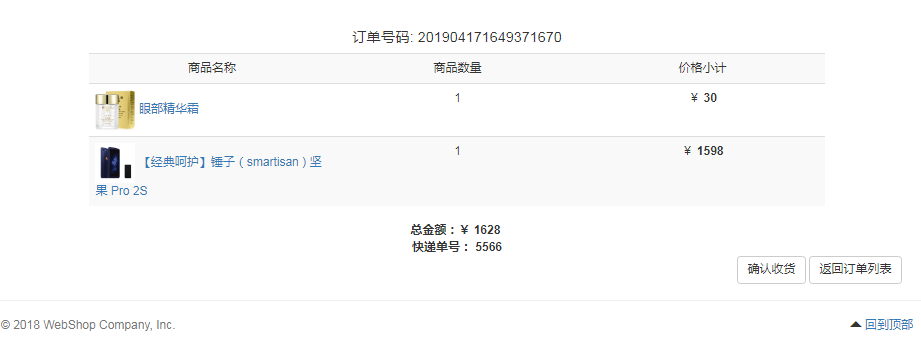 订单号码: 201904171649371670
商品名称 商品数量 价格小计
眼部精华霜 1 ¥ 30
【经典呵护】锤子（smartisan）坚 1 ¥ 1598
果 Pro 2S
总金额：¥ 1628
快递单号： 5566
确认收货 返回订单列表
© 2018 WebShop Company, Inc. 回到顶部